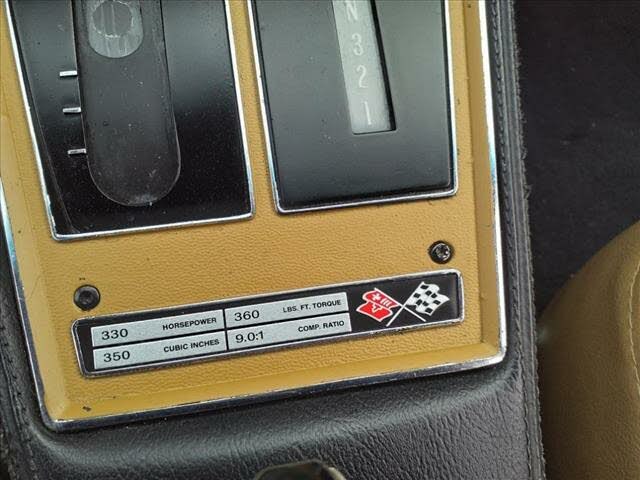 N
3
2
1
330 HORSEPOWER 360 LBS. FT. TORQUE
350 CUBIC INCHES 9.0:1 COMP. RATIO